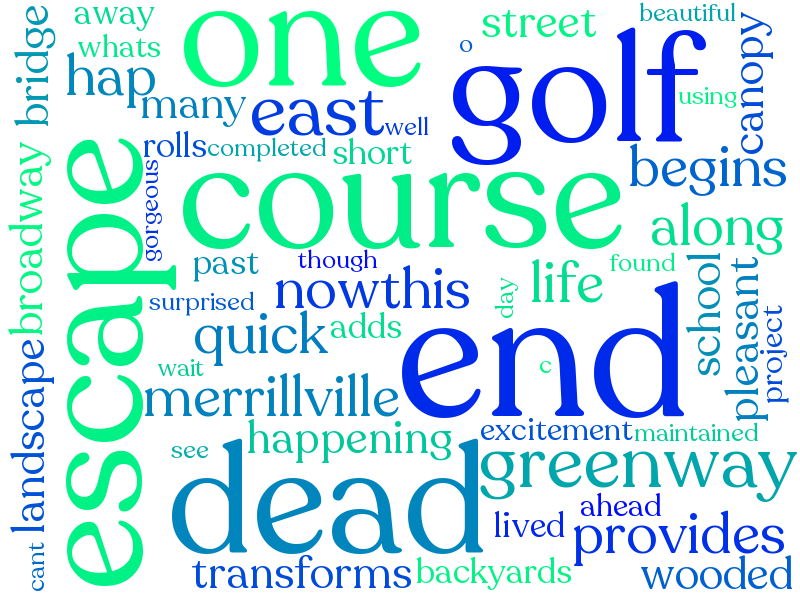 away
beautiful
whats
one
street
o
golf
canopy
bridge
hap
many
east
well
using
rolls
completed
short
begins
gorgeous
escape
course
along
broadway
past
though
found
nowthis
life
day
school
pleasant
surprised
quick
adds
end
project
wait
c
landscape
merrillville
happening
excitement
maintained
see
dead
greenway
ahead
lived
provides
cant
transforms
backyards
wooded